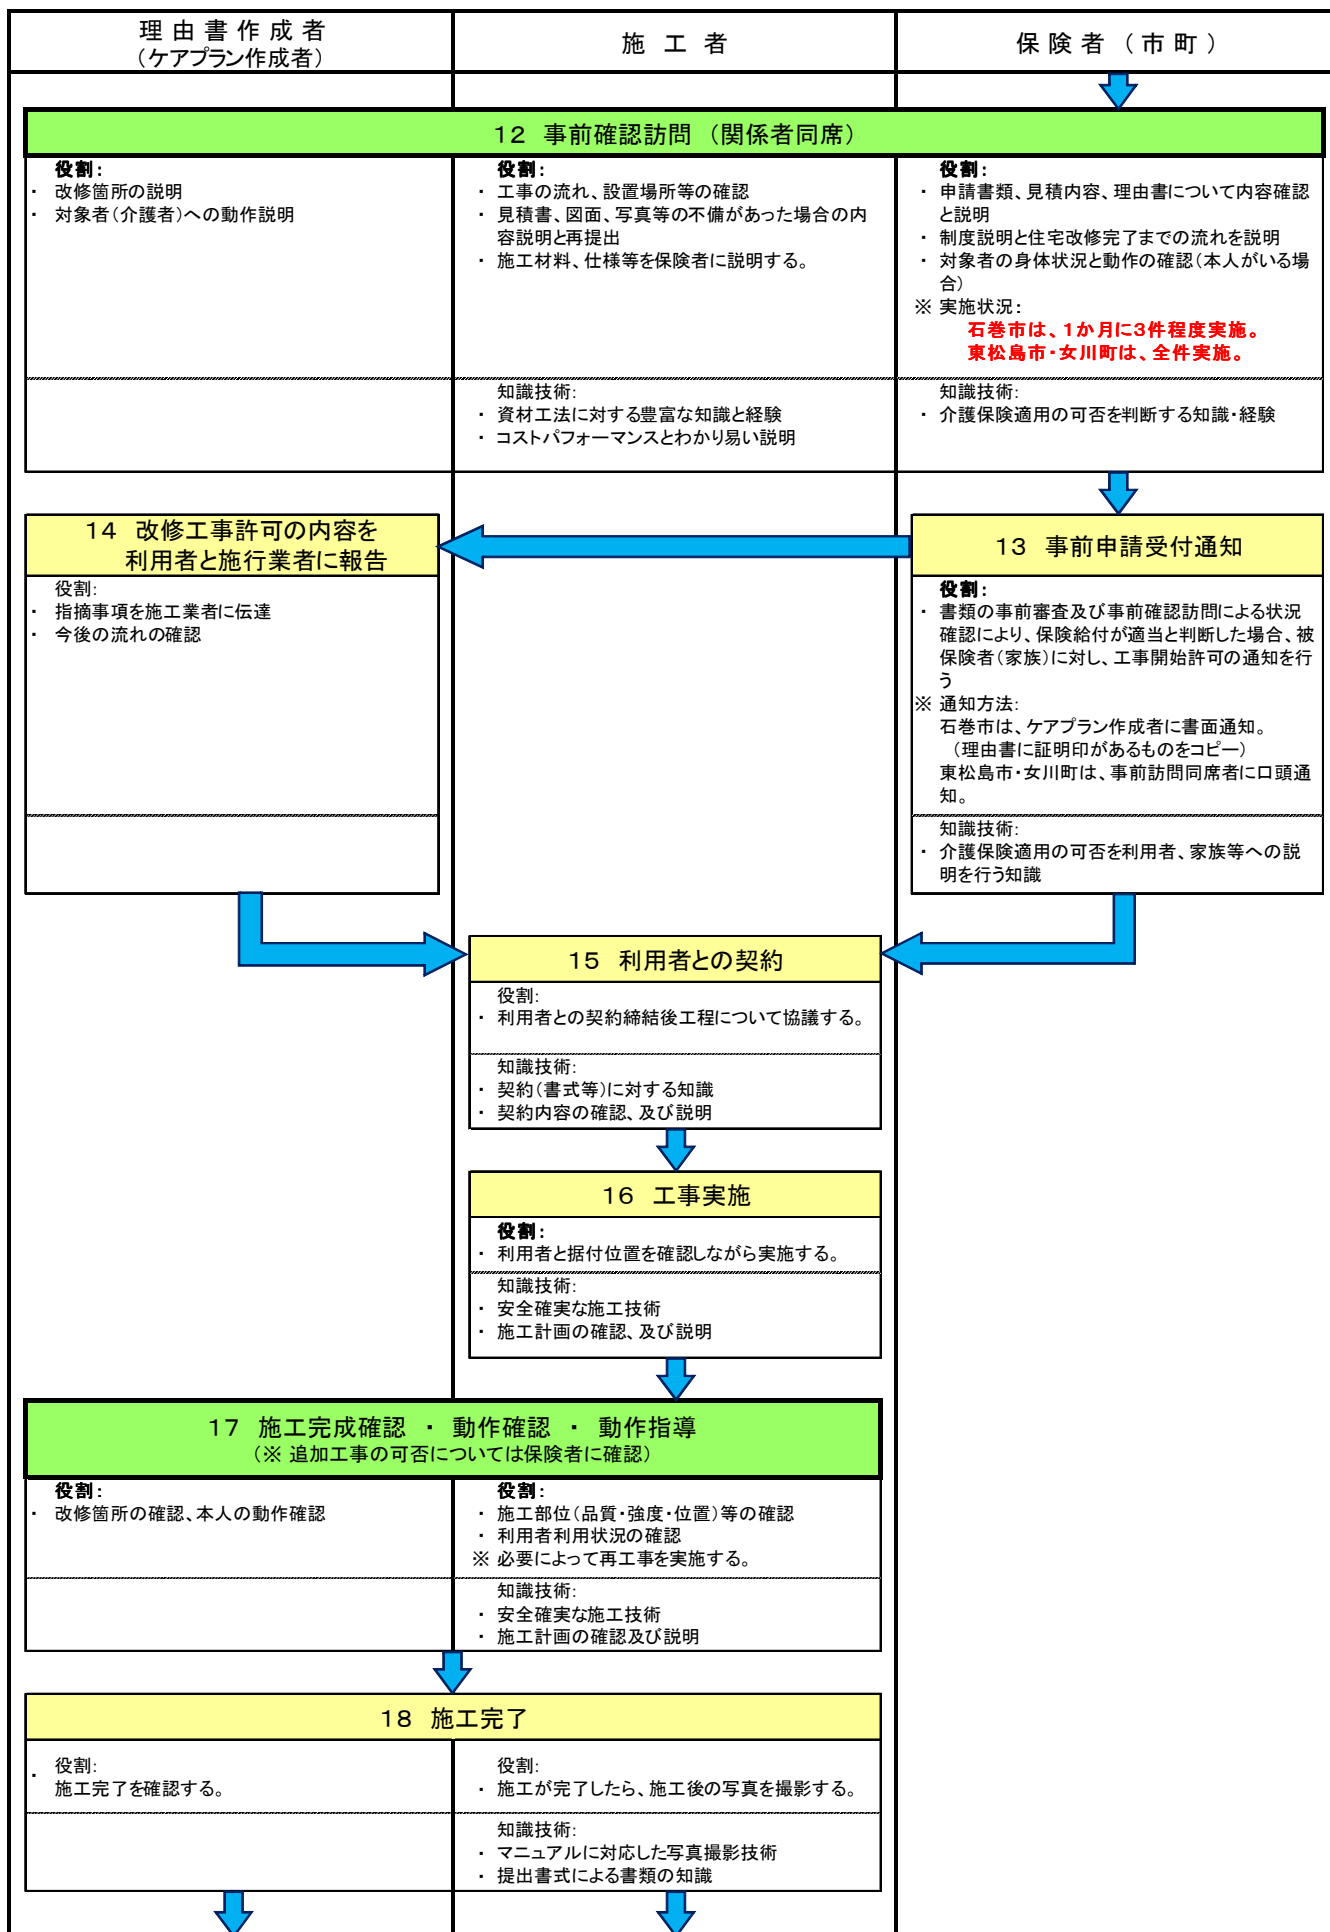 理由書作成者
（ケアプラン作成者）
施工者
保険者（市町）
12 事前確認訪問 （関係者同席）
役割：
・ 改修箇所の説明
・ 対象者（介護者）への動作説明
役割：
・ 工事の流れ、設置場所等の確認
・ 見積書、図面、写真等の不備があった場合の内
容説明と再提出
・ 施工材料、仕様等を保険者に説明する。
役割：
・ 申請書類、見積内容、理由書について内容確認
と説明
・ 制度説明と住宅改修完了までの流れを説明
・ 対象者の身体状況と動作の確認（本人がいる場
合）
※ 実施状況：
石巻市は、1か月に3件程度実施。
東松島市・女川町は、全件実施。
知識技術：
・ 資材工法に対する豊富な知識と経験
・ コストパフォーマンスとわかり易い説明
知識技術：
・ 介護保険適用の可否を判断する知識・経験
14 改修工事許可の内容を
利用者と施行業者に報告
役割：
・ 指摘事項を施工業者に伝達
・ 今後の流れの確認
13 事前申請受付通知
役割：
・ 書類の事前審査及び事前確認訪問による状況
確認により、保険給付が適当と判断した場合、被
保険者（家族）に対し、工事開始許可の通知を行
う
※ 通知方法：
石巻市は、ケアプラン作成者に書面通知。
（理由書に証明印があるものをコピー）
東松島市・女川町は、事前訪問同席者に口頭通
知。
知識技術：
・ 介護保険適用の可否を利用者、家族等への説
明を行う知識
15 利用者との契約
役割：
・ 利用者との契約締結後工程について協議する。
知識技術：
・ 契約（書式等）に対する知識
・ 契約内容の確認、及び説明
16 工事実施
役割：
・ 利用者と据付位置を確認しながら実施する。
知識技術：
・ 安全確実な施工技術
・ 施工計画の確認、及び説明
17 施工完成確認 ・ 動作確認 ・ 動作指導
（※ 追加工事の可否については保険者に確認）
役割：
・ 改修箇所の確認、本人の動作確認
役割：
・ 施工部位（品質・強度・位置）等の確認
・ 利用者利用状況の確認
※ 必要によって再工事を実施する。
知識技術：
・ 安全確実な施工技術
・ 施工計画の確認及び説明
18 施工完了
役割：
・ 施工完了を確認する。
役割：
・ 施工が完了したら、施工後の写真を撮影する。
知識技術：
・ マニュアルに対応した写真撮影技術
・ 提出書式による書類の知識